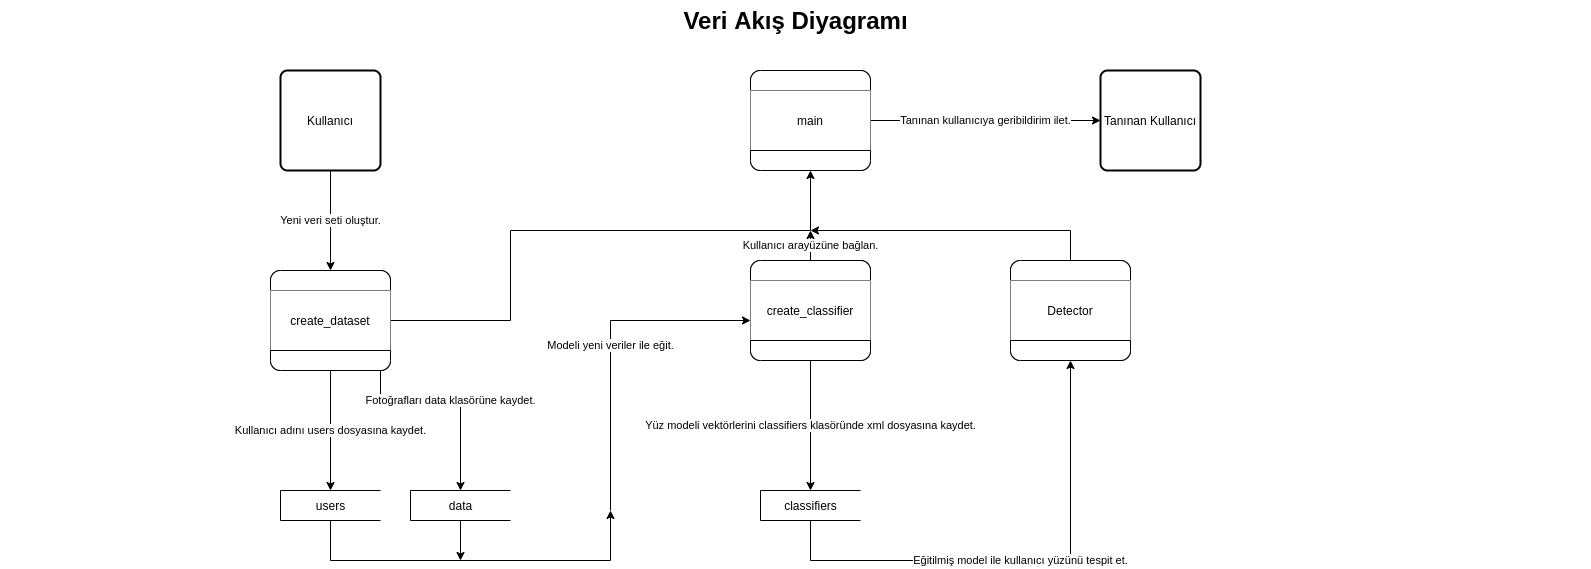 Veri Akış Diyagramı
Kullanıcı
main
Tanınan kullanıcıya geribildirim ilet.
Tanınan Kullanıcı
Yeni veri seti oluştur.
Kullanıcı arayüzüne bağlan.
create_dataset
create_classifier
Detector
Modeli yeni veriler ile eğit.
Fotoğrafları data klasörüne kaydet.
Kullanıcı adını users dosyasına kaydet.
Yüz modeli vektörlerini classifiers klasöründe xml dosyasına kaydet.
users
data
classifiers
Eğitilmiş model ile kullanıcı yüzünü tespit et.